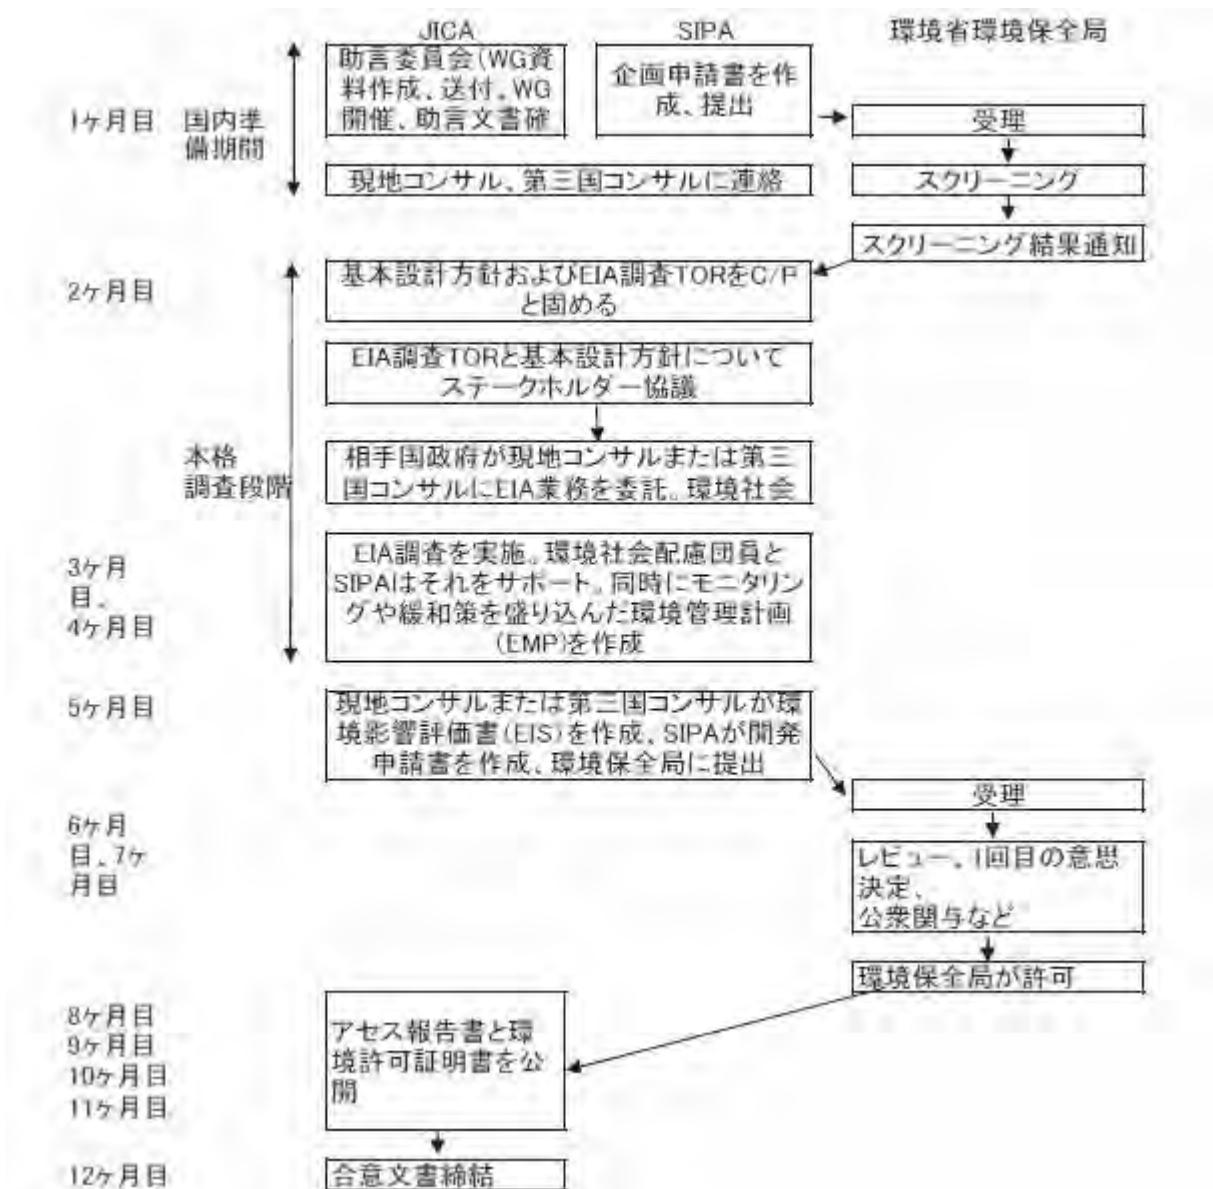 JICA
SIPA
環境省環境保全局
1ヶ月目
国内準
備期間
助言委員会(WG資
料作成、送付、WG
開催、助言文書確
企画申請書を作
成、提出
受理
現地コンサル、第三国コンサルに連絡
スクリーニング
スクリーニング結果通知
2ヶ月目
基本設計方針およびEIA調査TORをC/P
と固める
EIA調査TORと基本設計方針について
ステークホルダー協議
本格
調査段階
相手国政府が現地コンサルまたは第三
国コンサルにEIA業務を委託。環境社会
3ヶ月
目、
4ヶ月目
EIA調査を実施。環境社会配慮団員と
SIPAはそれをサポート。同時にモニタリン
グや緩和策を盛り込んだ環境管理計画
(EMP)を作成
5ヶ月目
現地コンサルまたは第三国コンサルが環
境影響評価書(EIS)を作成、SIPAが開発
申請書を作成、環境保全局に提出
受理
6ヶ月
目、7ヶ
月目
レビュー、1回目の意思
決定、
公衆関与など
環境保全局が許可
8ヶ月目
9ヶ月目
10ヶ月目
11ヶ月目
アセス報告書と環
境許可証明書を公
開
12ヶ月目
合意文書締結